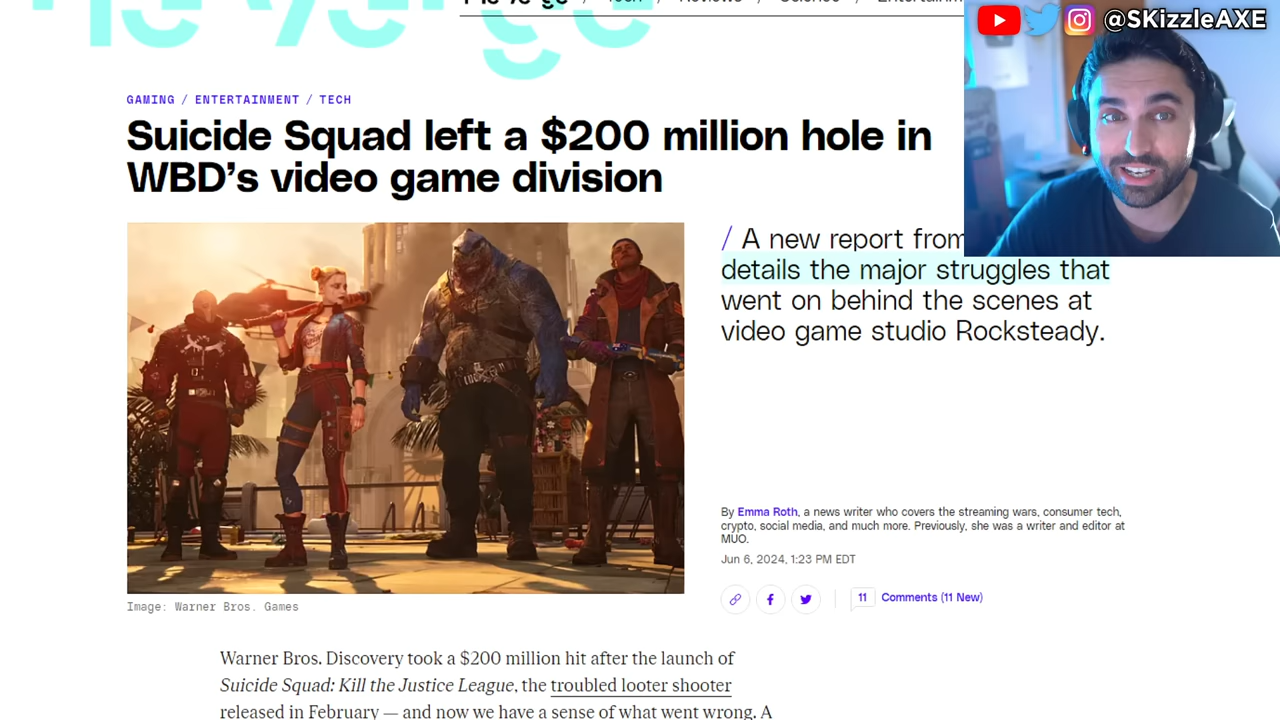 @SKizzleAXE
GAMING / ENTERTAINMENT / TECH
Suicide Squad left a $200 million hole in
WBD's video game division
/ A new report from
details the major struggles that
went on behind the scenes at
video game studio Rocksteady.
By Emma Roth, a news writer who covers the streaming wars, consumer tech,
crypto, social media, and much more. Previously, she was a writer and editor at
MUO.
Jun 6, 2024, 1:23 PM EDT
11 Comments (11 New)
Image: Warner Bros. Games
Warner Bros. Discovery took a $200 million hit after the launch of
Suicide Squad: Kill the Justice League, the troubled looter shooter
released in February — and now we have a sense of what went wrong. A